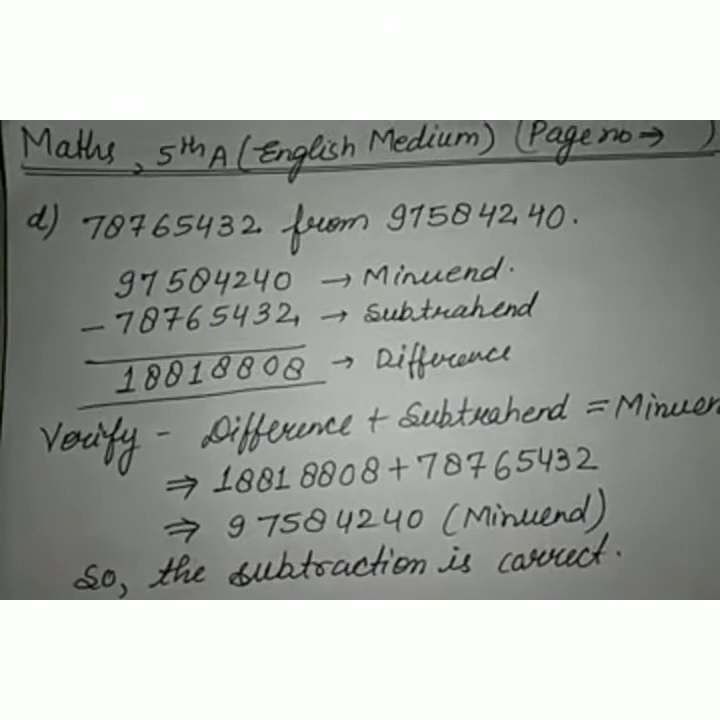 Maths, 5th A (English Medium) (Page no → )
d) 78765432 from 97584240.
97584240 → Minuend.
- 78765432, → Subtrahend
18818808 → Difference
Verify - Difference + Subtrahend = Minuen
⇒ 18818808 + 78765432
⇒ 97584240 (Minuend)
So, the subtraction is correct.